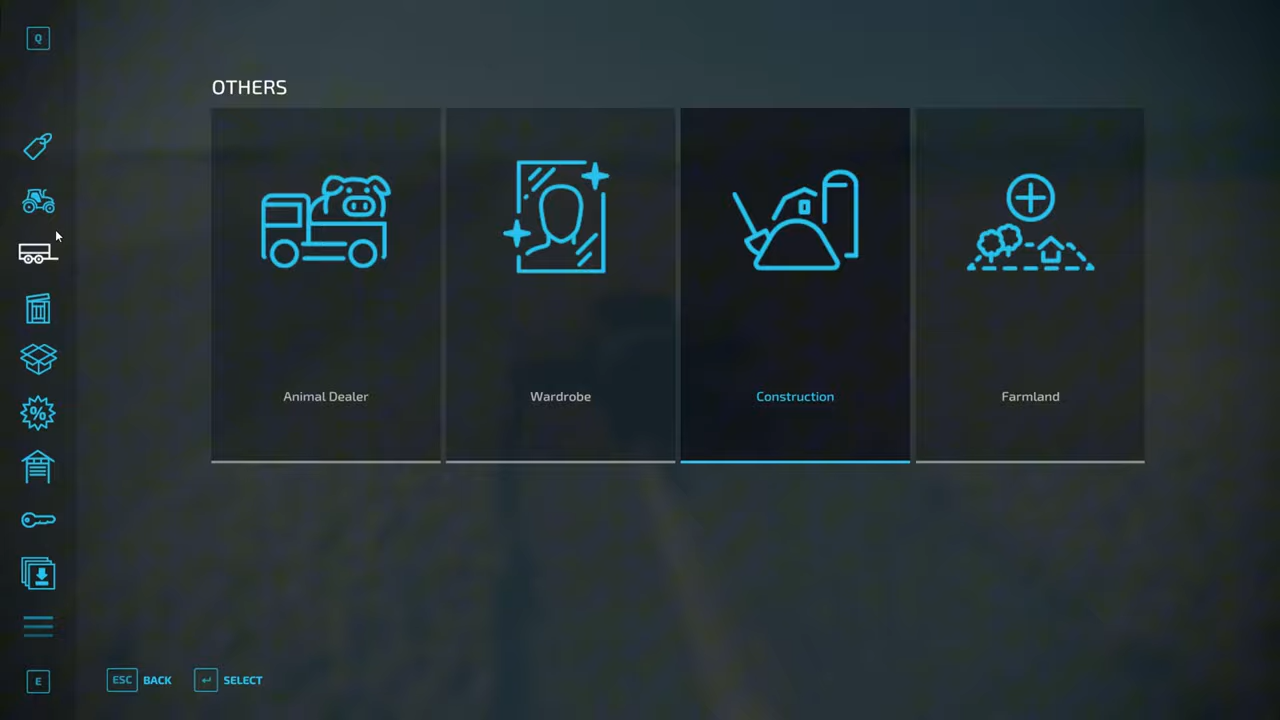 Q
OTHERS
Animal Dealer
Wardrobe
Construction
Farmland
%
E
ESC BACK
SELECT